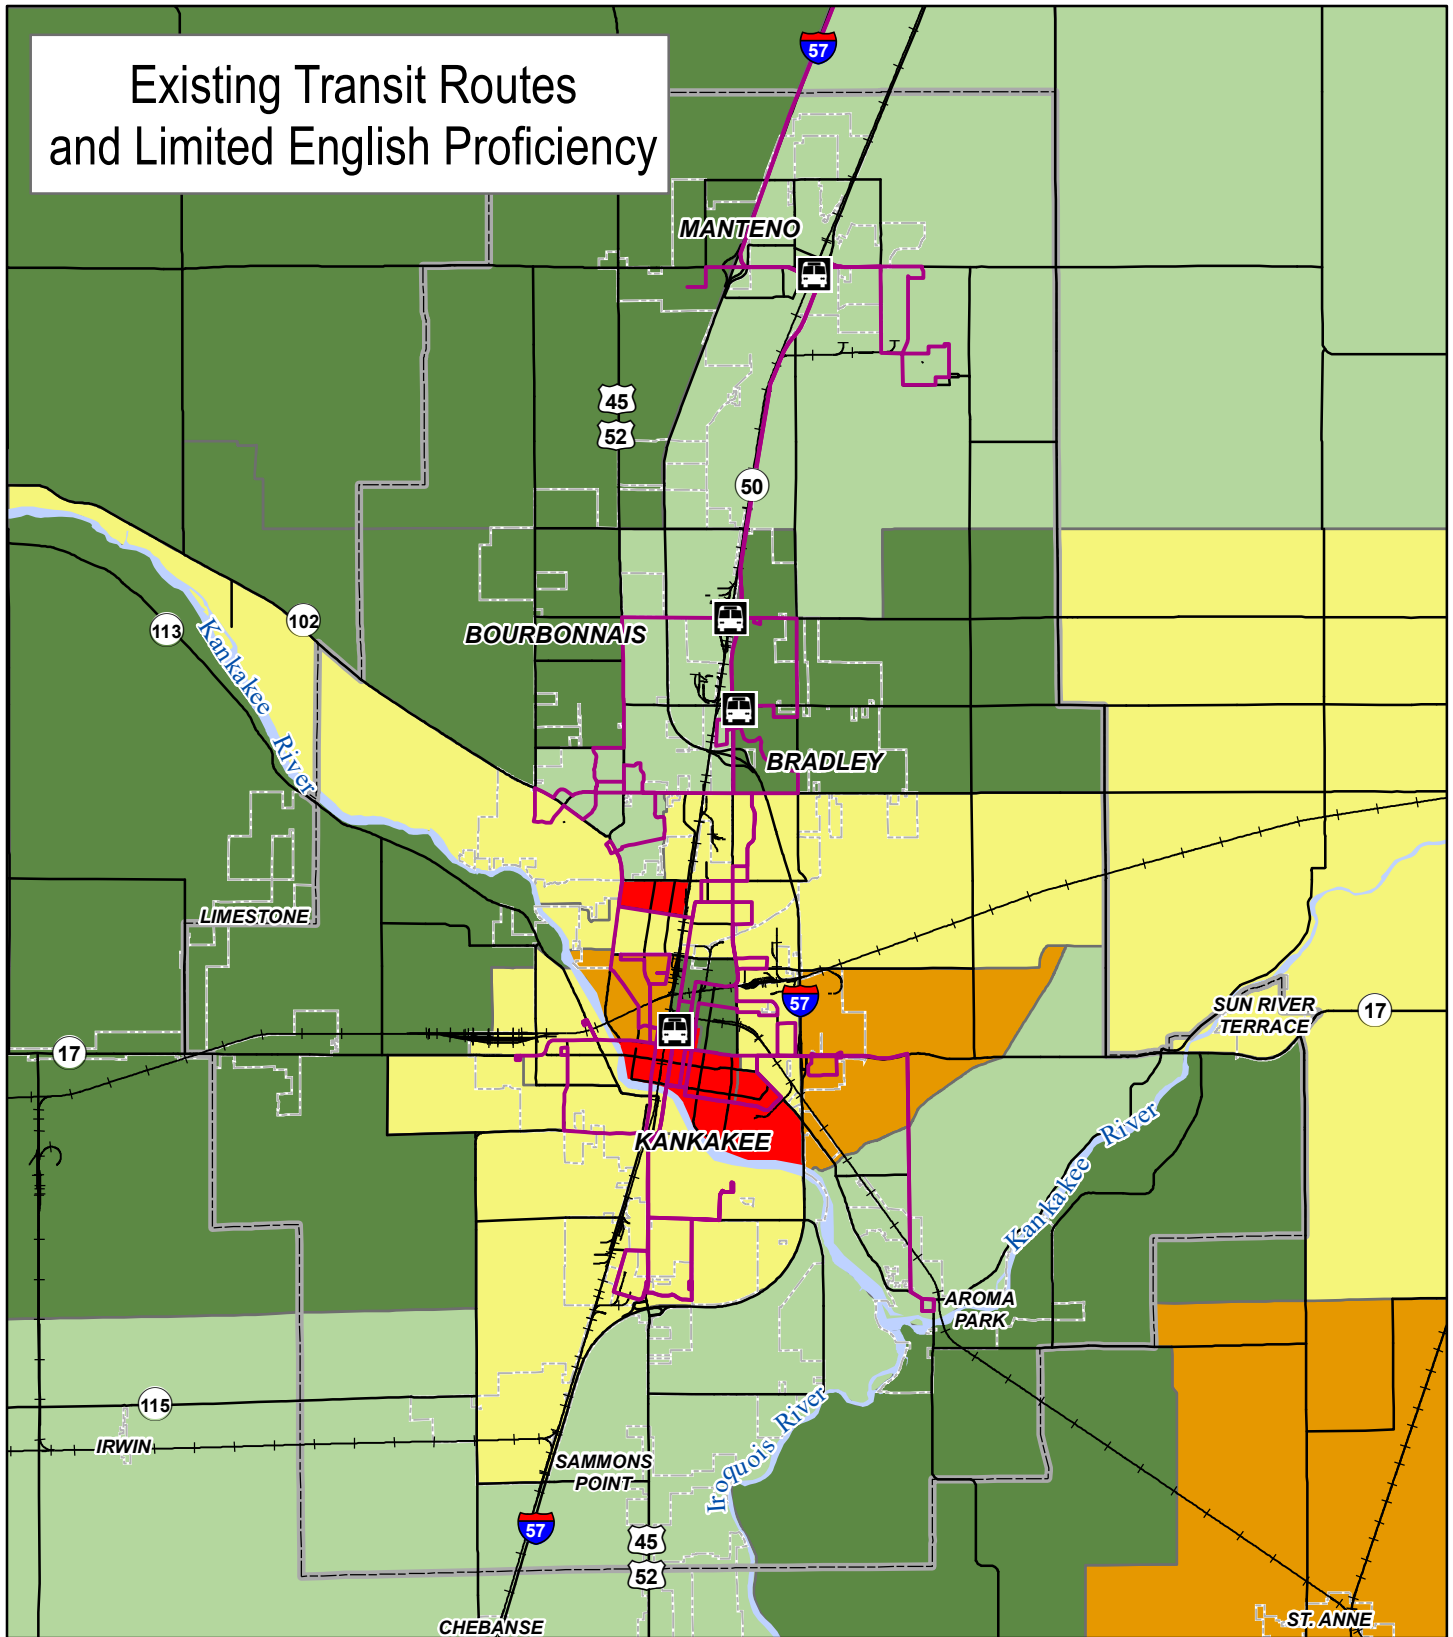 Existing Transit Routes
and Limited English Proficiency
57
MANTENO
45
52
50
113
102
BOURBONNAIS
Kankakee River
BRADLEY
LIMESTONE
57
SUN RIVER
TERRACE
17
17
KANKAKEE
Kankakee River
AROMA
PARK
115
IRWIN
Iroquois River
SAMMONS
POINT
57
45
52
CHEBANSE
ST. ANNE